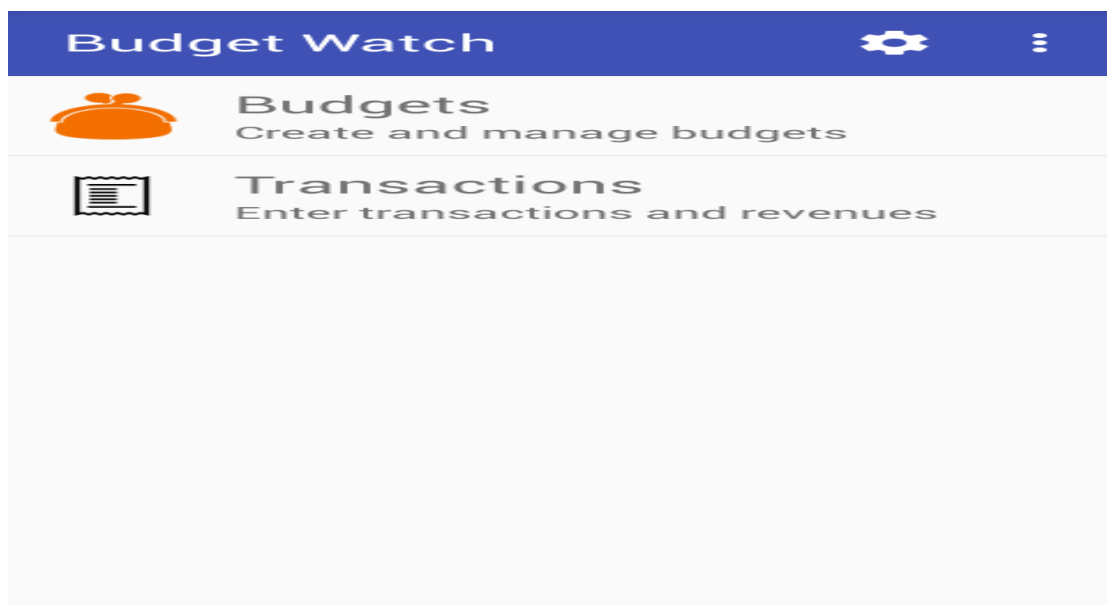 Budget Watch
Budgets
Create and manage budgets
Transactions
Enter transactions and revenues